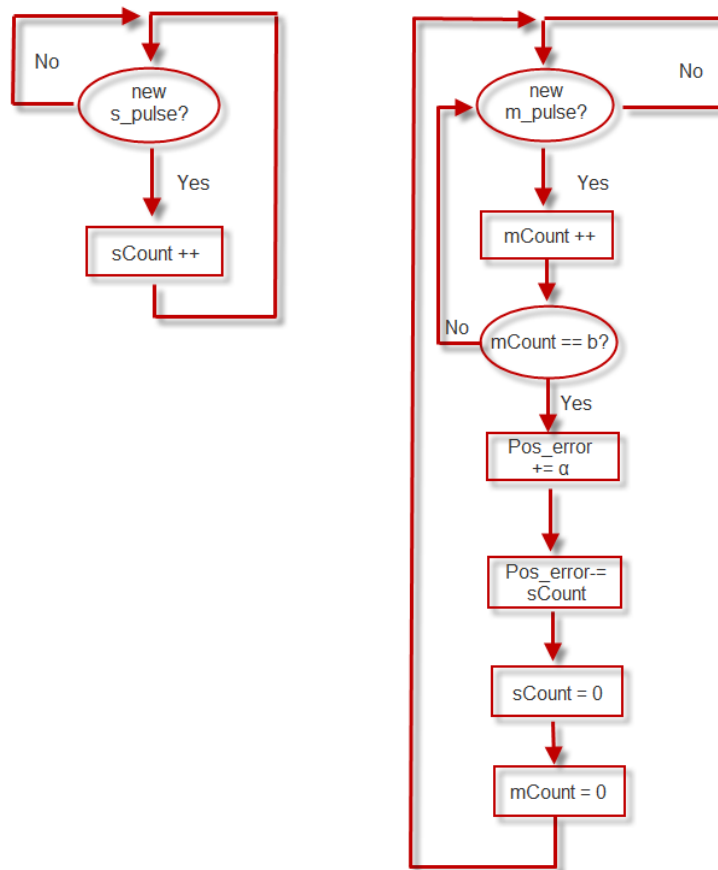 No
new
s_pulse?
Yes
sCount ++
No
new
m_pulse?
Yes
mCount ++
No
mCount == b?
Yes
Pos_error
+= α
Pos_error-=
sCount
sCount = 0
mCount = 0